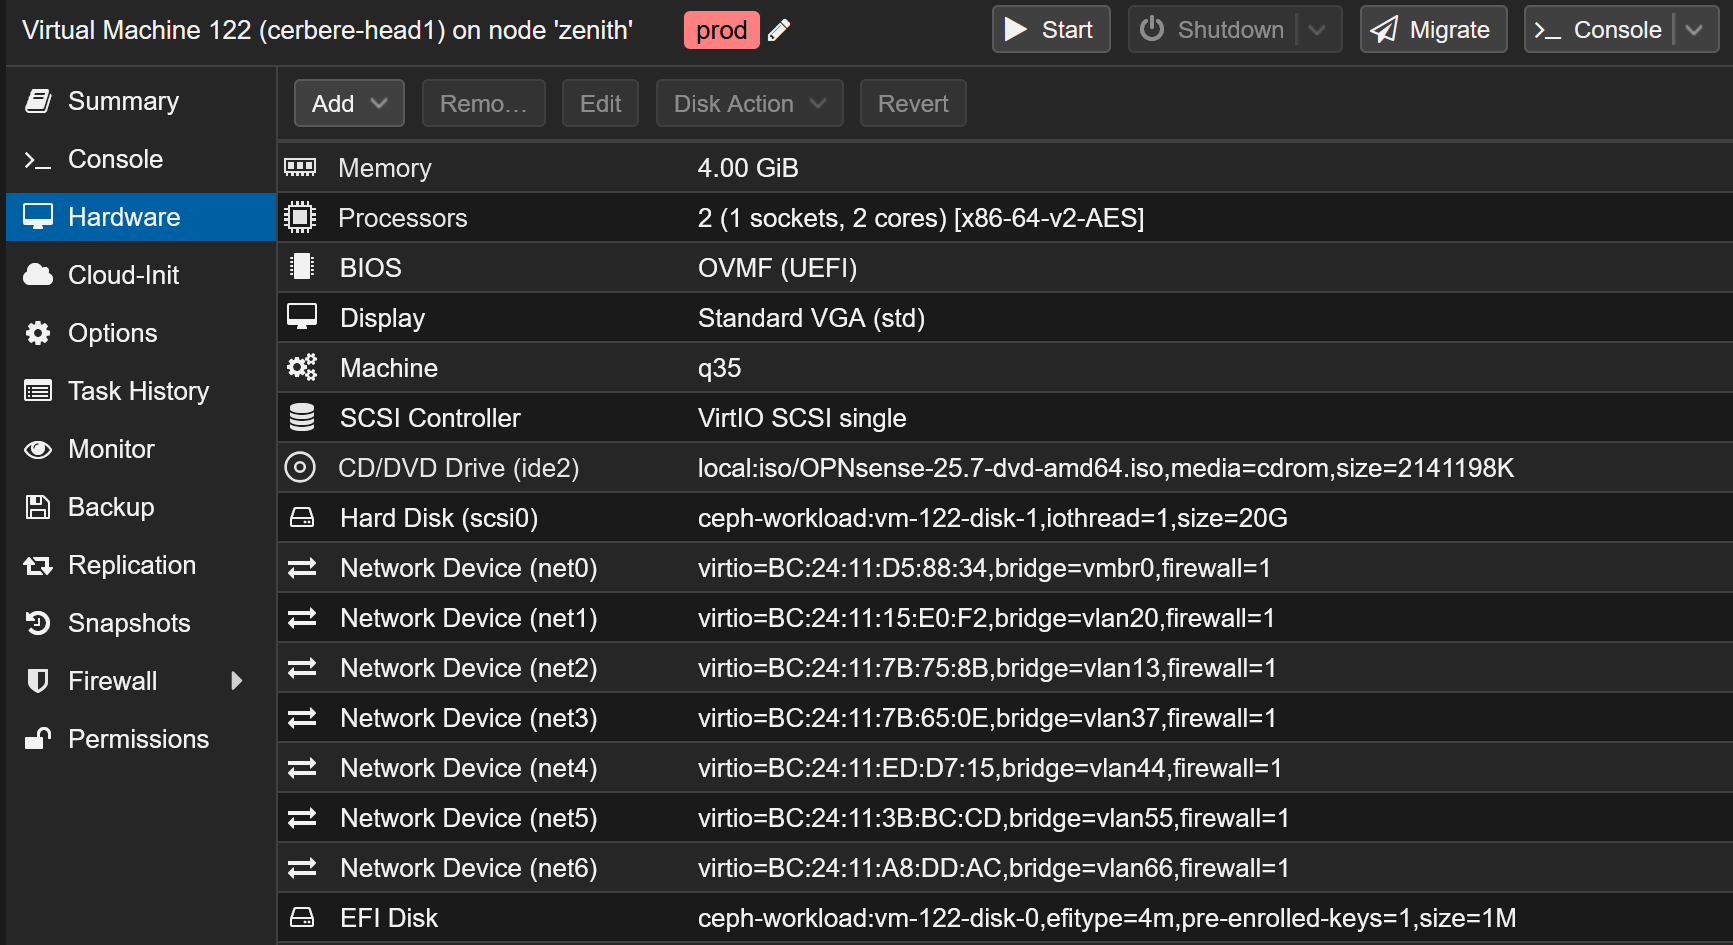 Virtual Machine 122 (cerbere-head1) on node 'zenith' prod Start Shutdown Migrate Console
Summary
Console
Hardware
Cloud-Init
Options
Task History
Monitor
Backup
Replication
Snapshots
Firewall
Permissions
Add Remo... Edit Disk Action Revert
Memory 4.00 GiB
Processors 2 (1 sockets, 2 cores) [x86-64-v2-AES]
BIOS OVMF (UEFI)
Display Standard VGA (std)
Machine q35
SCSI Controller VirtIO SCSI single
CD/DVD Drive (ide2) local:iso/OPNsense-25.7-dvd-amd64.iso,media=cdrom,size=2141198K
Hard Disk (scsi0) ceph-workload:vm-122-disk-1,iothread=1,size=20G
Network Device (net0) virtio=BC:24:11:D5:88:34,bridge=vmbr0,firewall=1
Network Device (net1) virtio=BC:24:11:15:E0:F2,bridge=vlan20,firewall=1
Network Device (net2) virtio=BC:24:11:7B:75:8B,bridge=vlan13,firewall=1
Network Device (net3) virtio=BC:24:11:7B:65:0E,bridge=vlan37,firewall=1
Network Device (net4) virtio=BC:24:11:ED:D7:15,bridge=vlan44,firewall=1
Network Device (net5) virtio=BC:24:11:3B:BC:CD,bridge=vlan55,firewall=1
Network Device (net6) virtio=BC:24:11:A8:DD:AC,bridge=vlan66,firewall=1
EFI Disk ceph-workload:vm-122-disk-0,efitype=4m,pre-enrolled-keys=1,size=1M